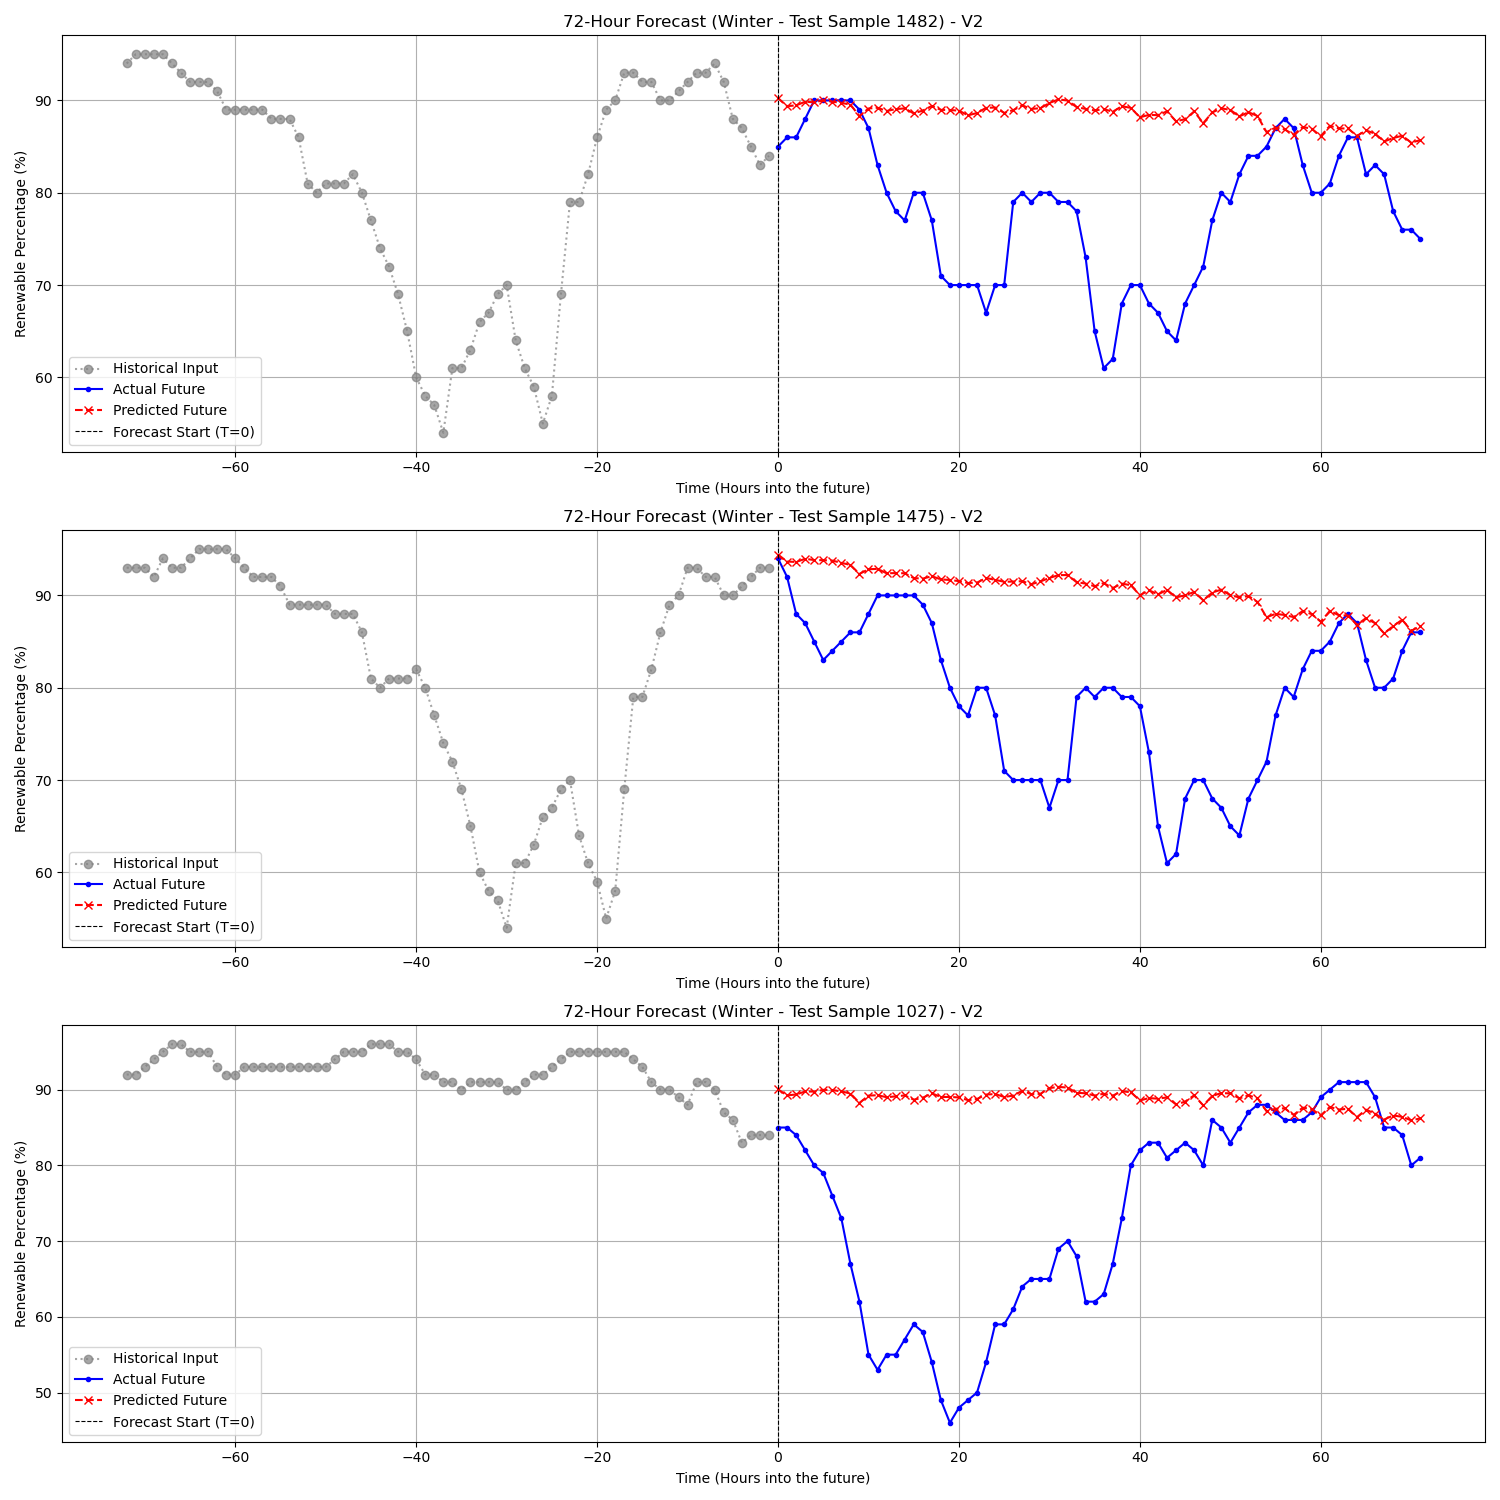 72-Hour Forecast (Winter - Test Sample 1482) - V2
Renewable Percentage (%)
90
80
70
60
Historical Input
Actual Future
Predicted Future
Forecast Start (T=0)
−60 −40 −20 0 20 40 60
Time (Hours into the future)
72-Hour Forecast (Winter - Test Sample 1475) - V2
Renewable Percentage (%)
90
80
70
60
Historical Input
Actual Future
Predicted Future
Forecast Start (T=0)
−60 −40 −20 0 20 40 60
Time (Hours into the future)
72-Hour Forecast (Winter - Test Sample 1027) - V2
Renewable Percentage (%)
90
80
70
60
50
Historical Input
Actual Future
Predicted Future
Forecast Start (T=0)
−60 −40 −20 0 20 40 60
Time (Hours into the future)